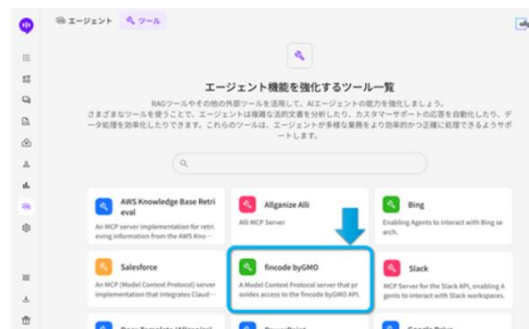 エージェント ツール
エージェント機能を強化するツール一覧
RAGツールやその他の外部ツールを活用して、AIエージェントの能力を強化しましょう。
さまざまなツールを使うことで、エージェントは複雑な法的文書を分析したり、カスタマーサポートの応答を自動化したり、デ
ータ処理を効率化したりできます。これらのツールは、エージェントが多様な業務をより効率的かつ正確に処理できるようサポ
ートします。
AWS Knowledge Base Retri
eval
An MCP server implementation for retri
eving information from the AWS Kno…
Allganize Alli
Alli MCP Server
Bing
Enabling Agents to interact with Bing se
arch.
Salesforce
An MCP (Model Context Protocol) server
implementation that integrates Claud…
fincode byGMO
A Model Context Protocol server that pr
ovides access to the fincode byGMO API.
Slack
MCP Server for the Slack API, enabling A
gents to interact with Slack workspaces.